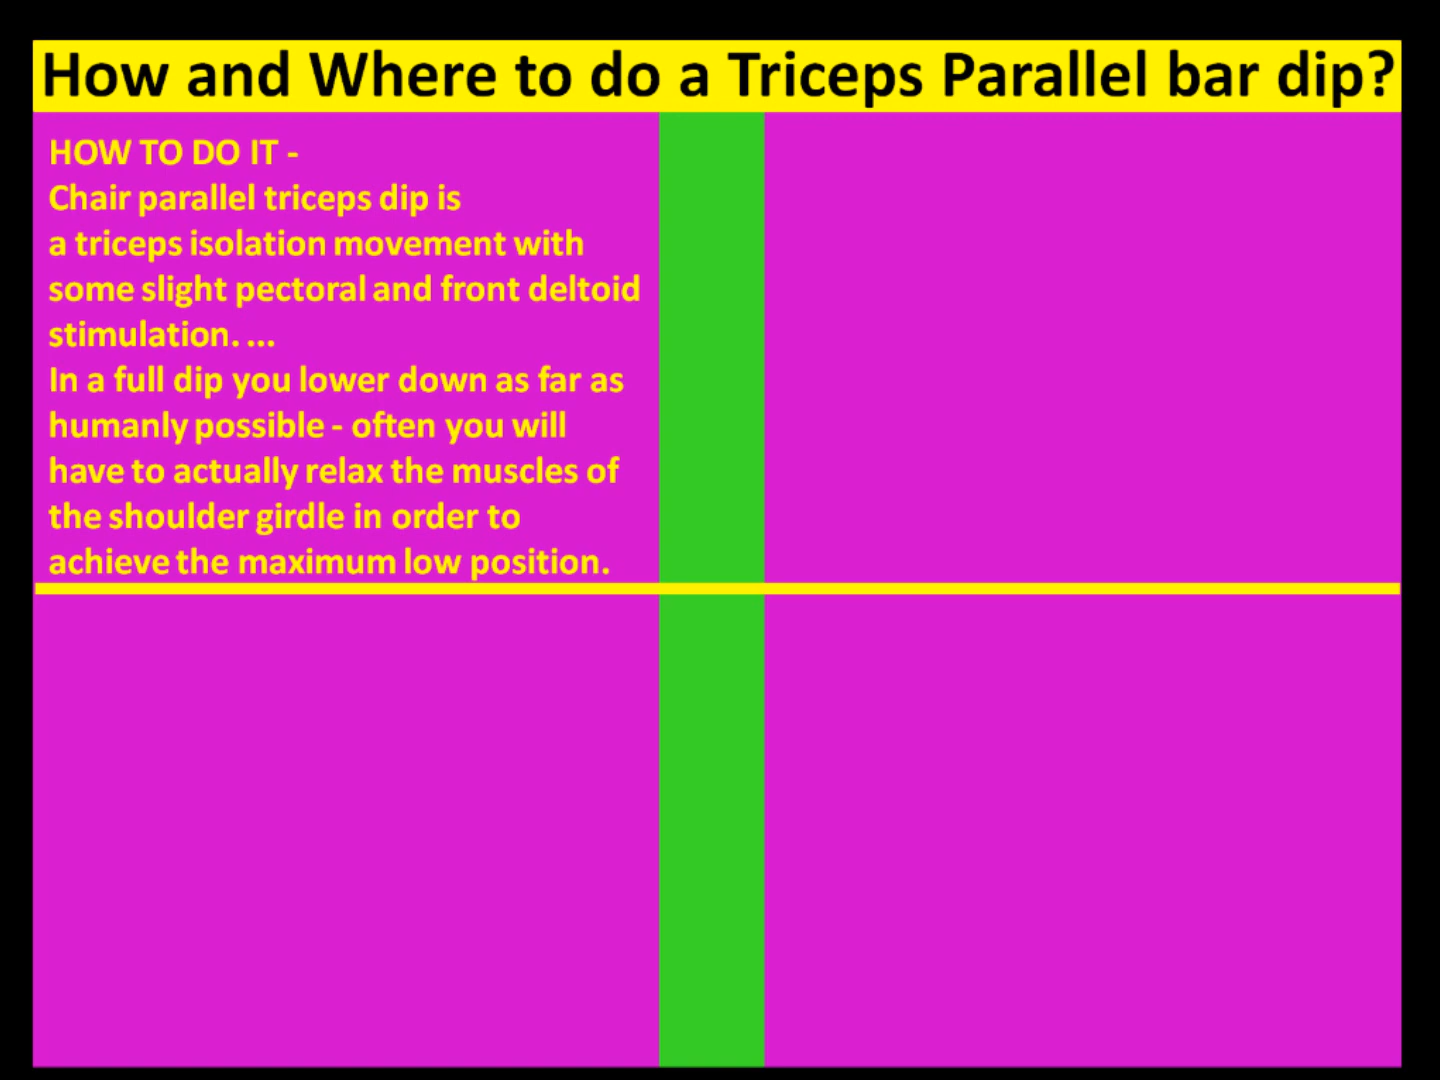 How and Where to do a Triceps Parallel bar dip?
HOW TO DO IT -
Chair parallel triceps dip is
a triceps isolation movement with
some slight pectoral and front deltoid
stimulation. ...
In a full dip you lower down as far as
humanly possible - often you will
have to actually relax the muscles of
the shoulder girdle in order to
achieve the maximum low position.